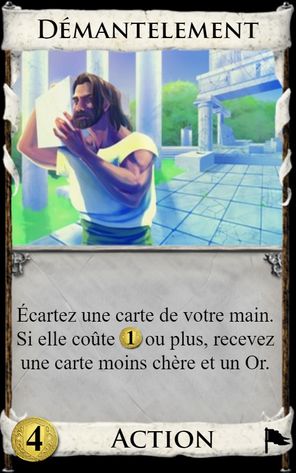 DÉMANTELEMENT
Écartez une carte de votre main.
Si elle coûte 1 ou plus, recevez
une carte moins chère et un Or.
4 ACTION